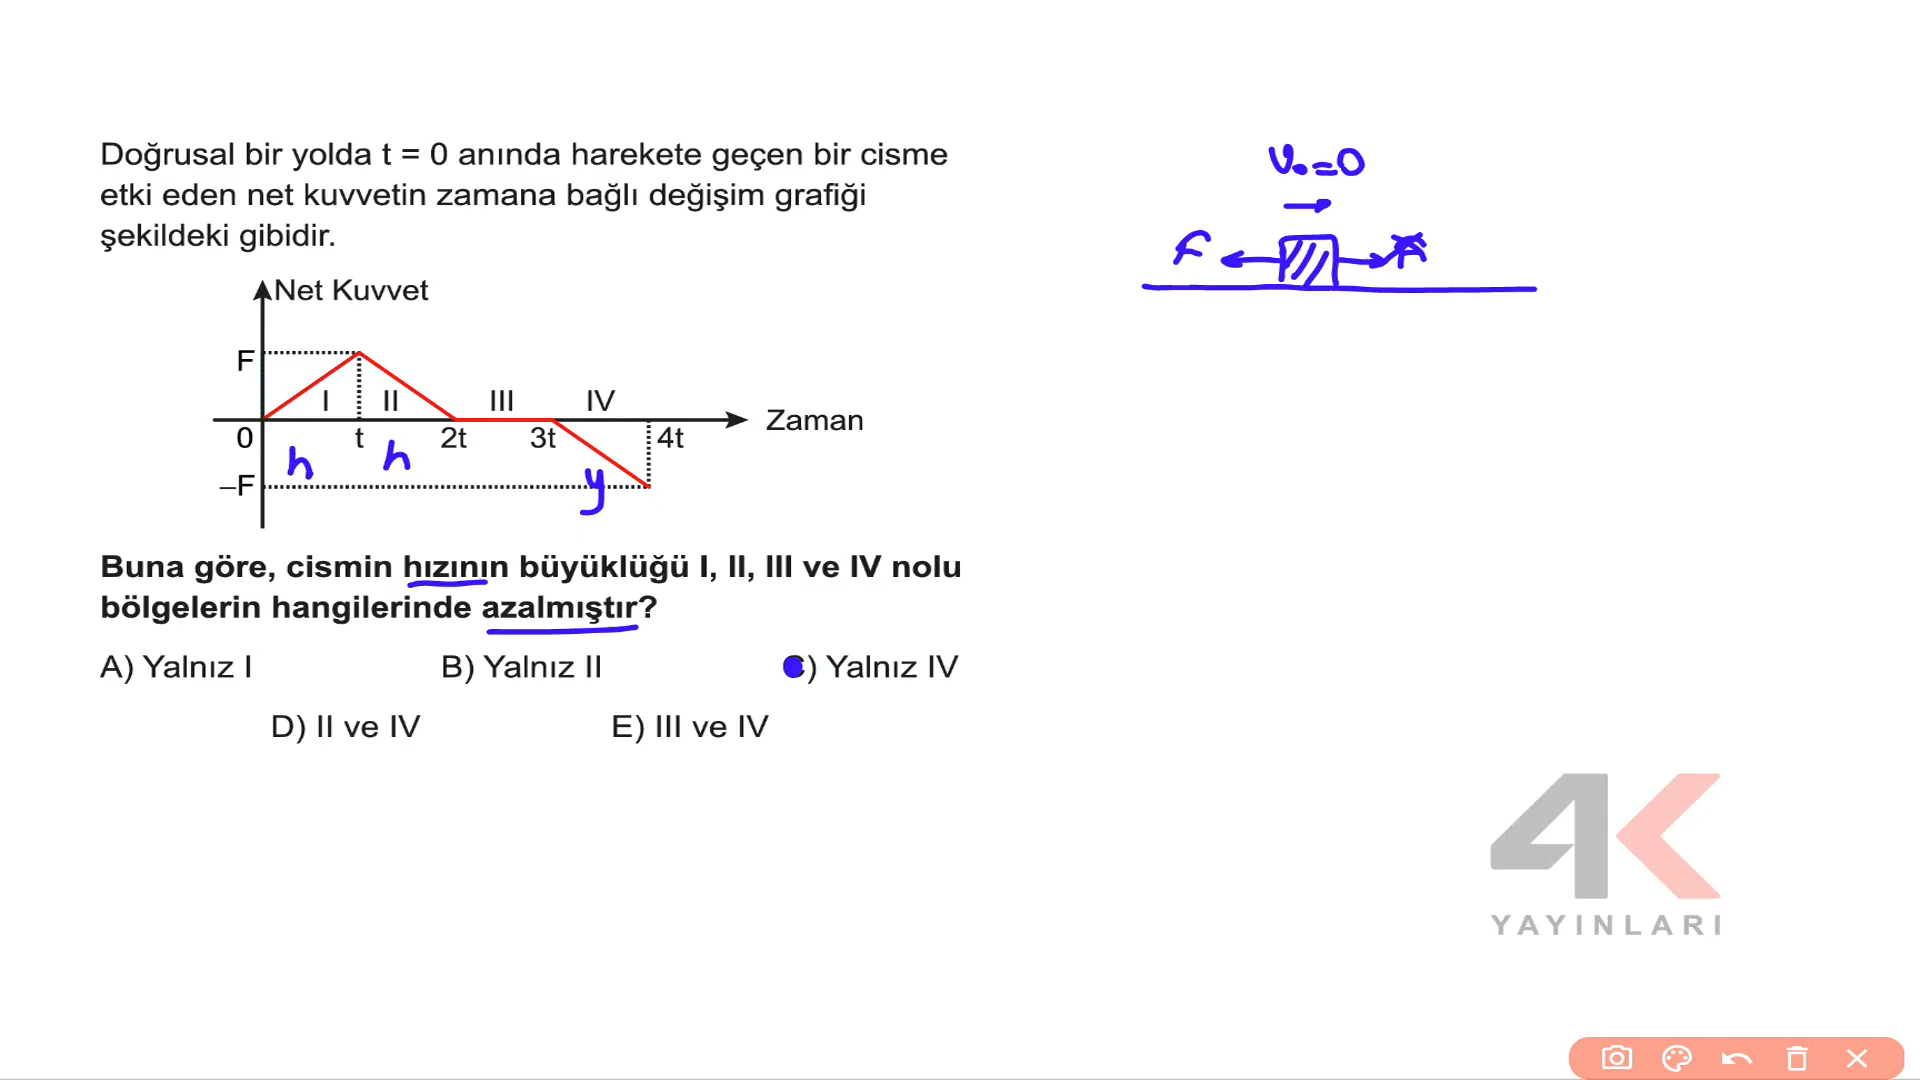 Doğrusal bir yolda t = 0 anında harekete geçen bir cisme
etki eden net kuvvetin zamana bağlı değişim grafiği
şekildeki gibidir.
Net Kuvvet
F
I
II
III
IV
Zaman
0
t
2t
3t
4t
–F
h
h
y
V₀=0
F
Buna göre, cismin hızının büyüklüğü I, II, III ve IV nolu
bölgelerin hangilerinde azalmıştır?
A) Yalnız I
B) Yalnız II
C) Yalnız IV
D) II ve IV
E) III ve IV
4K
YAYINLARI